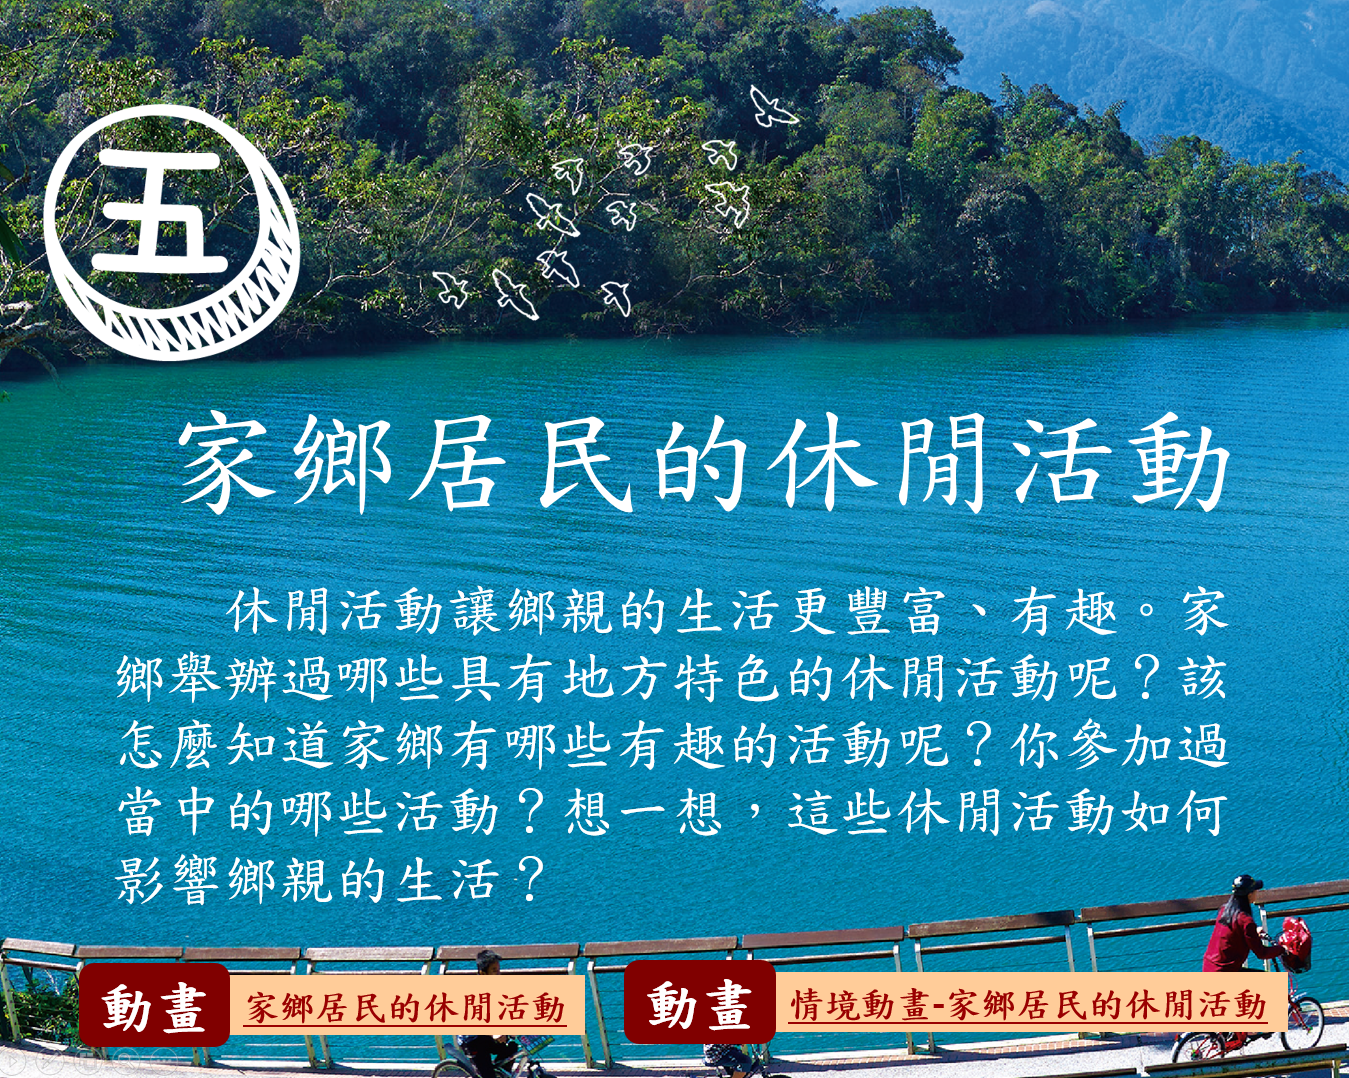 五
家鄉居民的休閒活動
休閒活動讓鄉親的生活更豐富、有趣。家
鄉舉辦過哪些具有地方特色的休閒活動呢？該
怎麼知道家鄉有哪些有趣的活動呢？你參加過
當中的哪些活動？想一想，這些休閒活動如何
影響鄉親的生活？
動畫 家鄉居民的休閒活動
動畫 情境動畫-家鄉居民的休閒活動